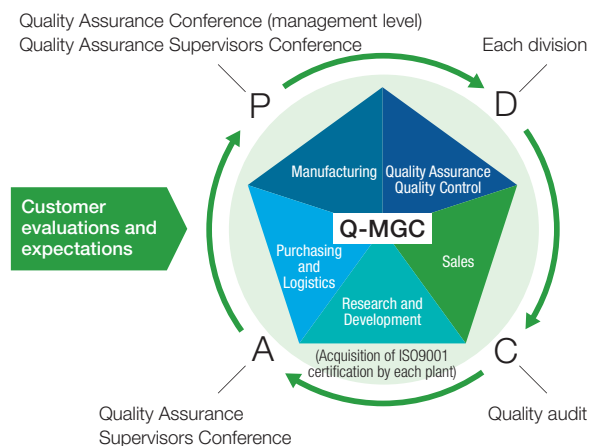 Quality Assurance Conference (management level)
Quality Assurance Supervisors Conference
Each division
P
D
Manufacturing
Quality Assurance
Quality Control
Customer
evaluations and
expectations
Q-MGC
Purchasing
and
Logistics
Sales
Research and
Development
(Acquisition of ISO9001
certification by each plant)
A
C
Quality Assurance
Supervisors Conference
Quality audit